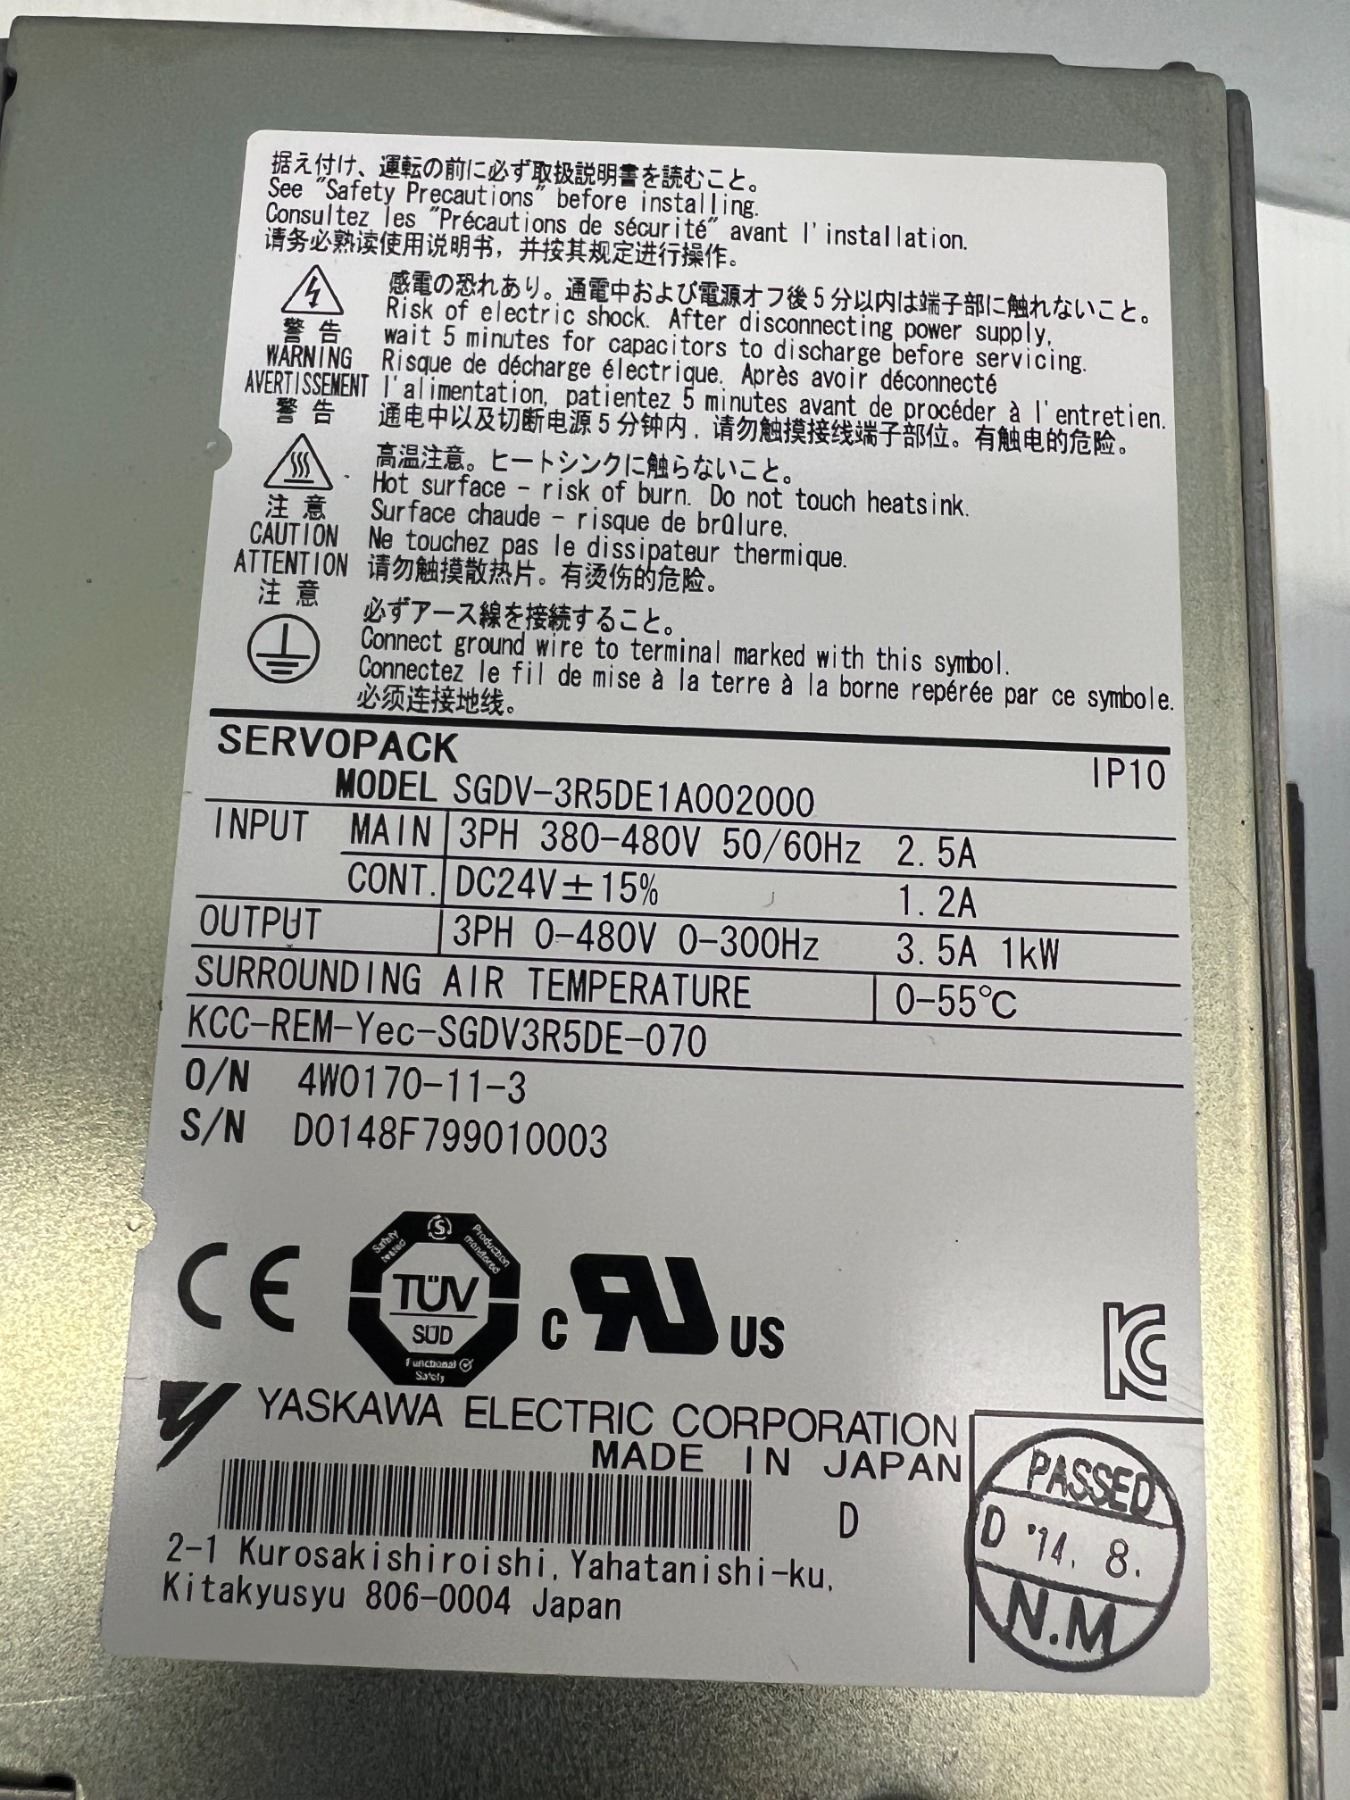 据え付け、運転の前に必ず取扱説明書を読むこと。
See "Safety Precautions" before installing.
Consultez les "Précautions de sécurité" avant l'installation.
请务必熟读使用说明书，并按其规定进行操作。
警告
WARNING
AVERTISSEMENT
警告
感電の恐れあり。通電中および電源オフ後5分以内は端子部に触れないこと。
Risk of electric shock. After disconnecting power supply,
wait 5 minutes for capacitors to discharge before servicing.
Risque de décharge électrique. Après avoir déconnecté
l'alimentation, patientez 5 minutes avant de procéder à l'entretien.
通电中以及切断电源5分钟内，请勿触摸接线端子部位。有触电的危险。
注意
CAUTION
ATTENTION
注意
高温注意。ヒートシンクに触らないこと。
Hot surface - risk of burn. Do not touch heatsink.
Surface chaude - risque de brûlure.
Ne touchez pas le dissipateur thermique.
请勿触摸散热片。有烫伤的危险。
必ずアース線を接続すること。
Connect ground wire to terminal marked with this symbol.
Connectez le fil de mise à la terre à la borne repérée par ce symbole.
必须连接地线。
SERVOPACK IP10
MODEL SGDV-3R5DE1A002000
INPUT MAIN 3PH 380-480V 50/60Hz 2.5A
CONT. DC24V±15% 1.2A
OUTPUT 3PH 0-480V 0-300Hz 3.5A 1kW
SURROUNDING AIR TEMPERATURE 0-55℃
KCC-REM-Yec-SGDV3R5DE-070
O/N 4W0170-11-3
S/N D0148F799010003
CE
Safety tested
Production monitored
TÜV
SÜD
Functional Safety
c RU US
KC
YASKAWA ELECTRIC CORPORATION
MADE IN JAPAN
D
2-1 Kurosakishiroishi, Yahatanishi-ku,
Kitakyusyu 806-0004 Japan
PASSED
D '14. 8.
N.M